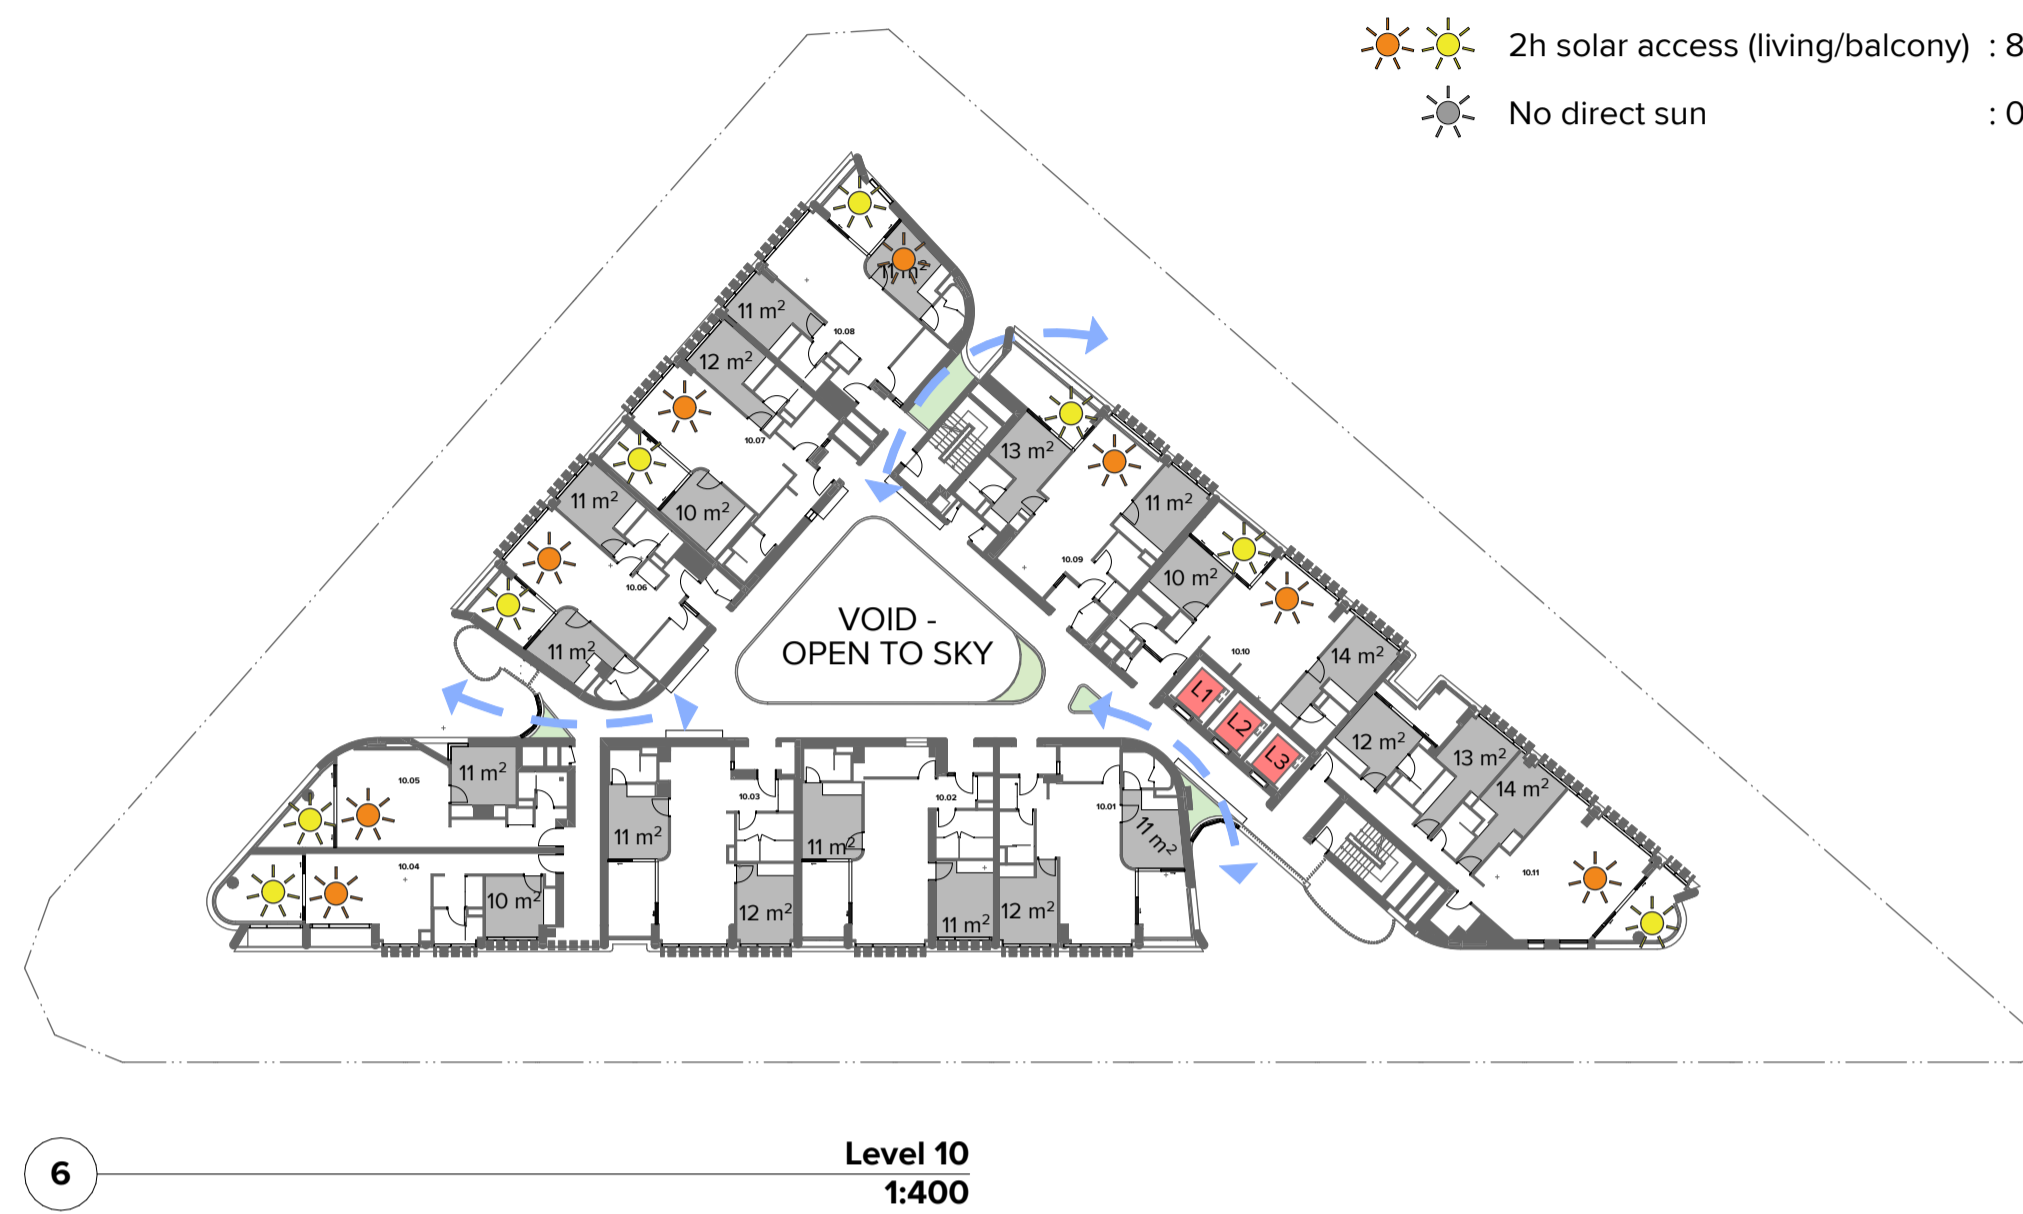 2h solar access (living/balcony) : 8
No direct sun : 0
11 m²
11 m²
10.08
12 m²
10.07
13 m²
11 m²
11 m²
10 m²
10.09
10 m²
10.06
11 m²
VOID -
OPEN TO SKY
10.10
14 m²
L1
L2
L3
12 m²
13 m²
14 m²
10.11
10.05
11 m²
10.04
10 m²
11 m²
10.03
12 m²
11 m²
10.02
11 m²
10.01
11 m²
12 m²
6
Level 10
1:400